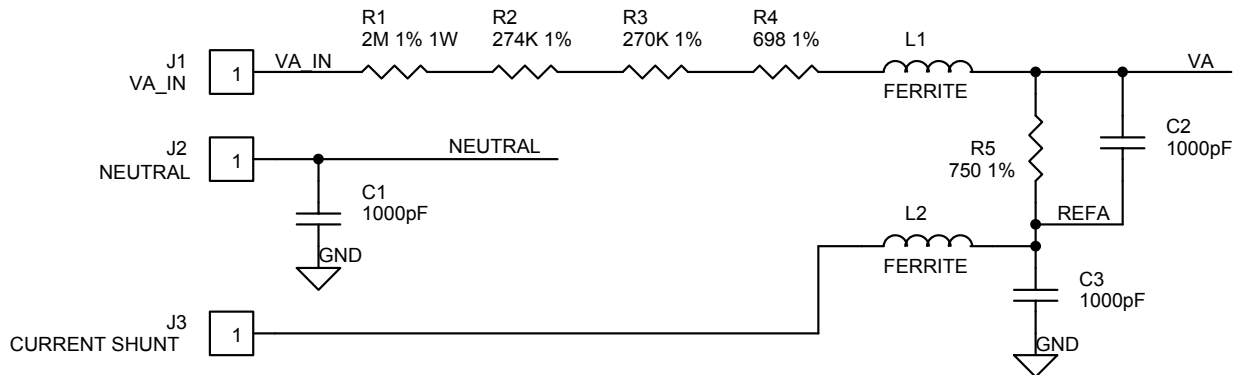 R1
2M 1% 1W
R2
274K 1%
R3
270K 1%
R4
698 1%
L1
FERRITE
J1
VA_IN
1
VA_IN
VA
J2
NEUTRAL
1
NEUTRAL
C1
1000pF
GND
R5
750 1%
C2
1000pF
REFA
L2
FERRITE
C3
1000pF
GND
J3
CURRENT SHUNT
1